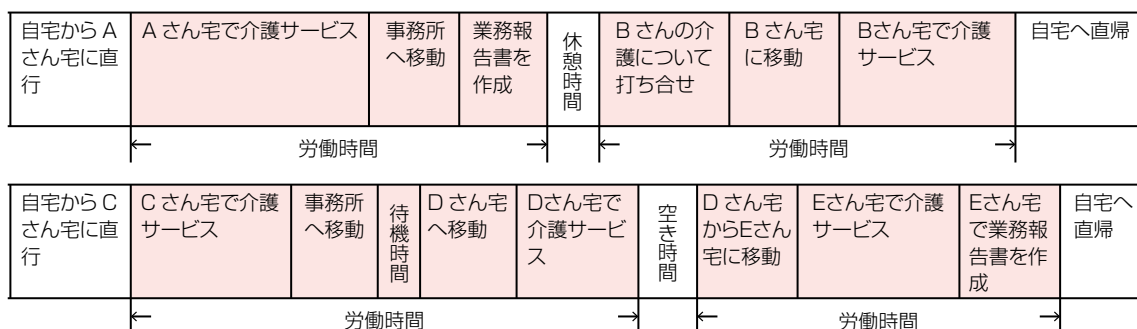 自宅からA
さん宅に直
行
Aさん宅で介護サービス
事務所
へ移動
業務報
告書を
作成
休憩時間
Bさんの介
護について
打ち合せ
Bさん宅
に移動
Bさん宅で介護
サービス
自宅へ直帰
労働時間
労働時間
自宅からC
さん宅に直
行
Cさん宅で介護
サービス
事務所
へ移動
待機時間
Dさん宅
へ移動
Dさん宅で
介護サービ
ス
空き時間
Dさん宅
からEさん
宅に移動
Eさん宅で介護
サービス
Eさん宅
で業務報
告書を作
成
自宅へ
直帰
労働時間
労働時間